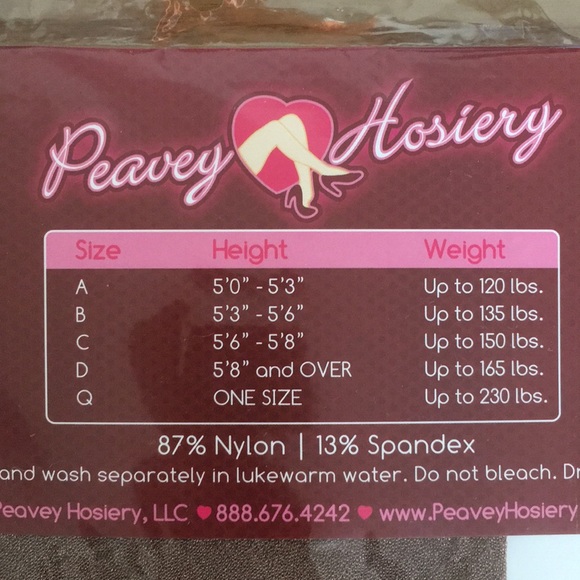 Peavey Hosiery
Size Height Weight
A 5'0" - 5'3" Up to 120 lbs.
B 5'3" - 5'6" Up to 135 lbs.
C 5'6" - 5'8" Up to 150 lbs.
D 5'8" and OVER Up to 165 lbs.
Q ONE SIZE Up to 230 lbs.
87% Nylon | 13% Spandex
and wash separately in lukewarm water. Do not bleach.
Peavey Hosiery, LLC ♥ 888.676.4242 ♥ www.PeaveyHosiery